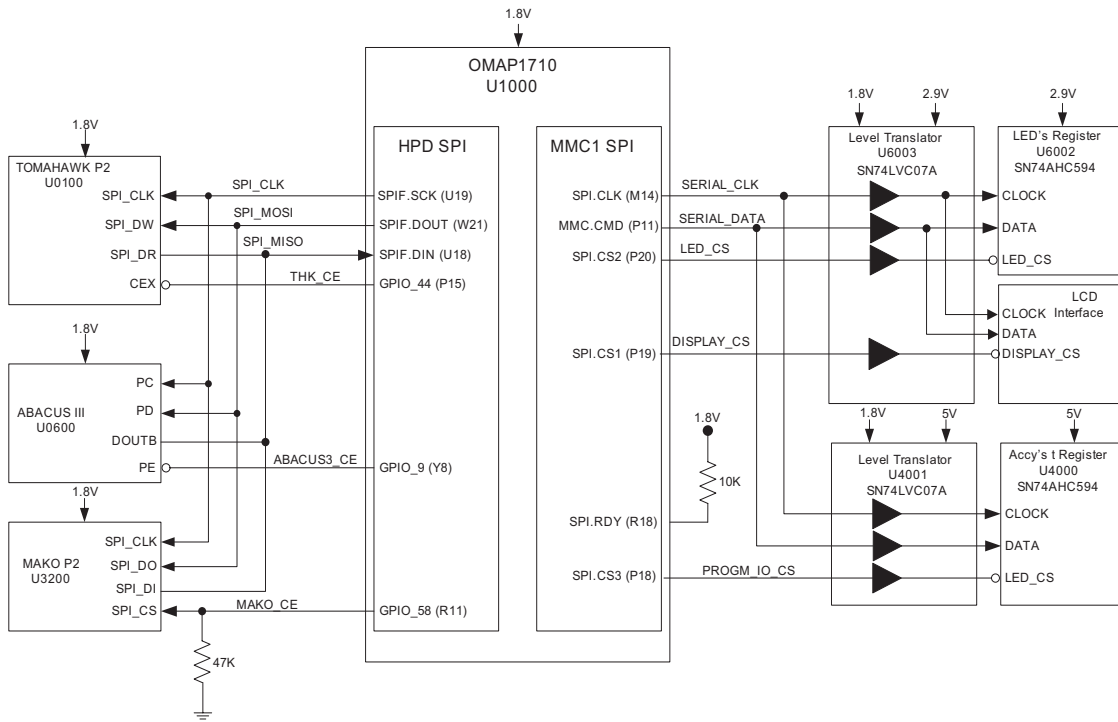 1.8V
OMAP1710
U1000
HPD SPI
SPIF.SCK (U19)
SPIF.DOUT (W21)
SPIF.DIN (U18)
GPIO_44 (P15)
GPIO_9 (Y8)
GPIO_58 (R11)
MMC1 SPI
SPI.CLK (M14)
MMC.CMD (P11)
SPI.CS2 (P20)
SPI.CS1 (P19)
SPI.RDY (R18)
SPI.CS3 (P18)
1.8V
TOMAHAWK P2
U0100
SPI_CLK
SPI_DW
SPI_DR
CEX
SPI_CLK
SPI_MOSI
SPI_MISO
THK_CE
1.8V
ABACUS III
U0600
PC
PD
DOUTB
PE
ABACUS3_CE
1.8V
MAKO P2
U3200
SPI_CLK
SPI_DO
SPI_DI
SPI_CS
MAKO_CE
47K
SERIAL_CLK
SERIAL_DATA
LED_CS
DISPLAY_CS
1.8V
10K
PROGM_IO_CS
1.8V
2.9V
Level Translator
U6003
SN74LVC07A
2.9V
LED's Register
U6002
SN74AHC594
CLOCK
DATA
LED_CS
LCD
Interface
CLOCK
DATA
DISPLAY_CS
1.8V
5V
Level Translator
U4001
SN74LVC07A
5V
Accy's t Register
U4000
SN74AHC594
CLOCK
DATA
LED_CS